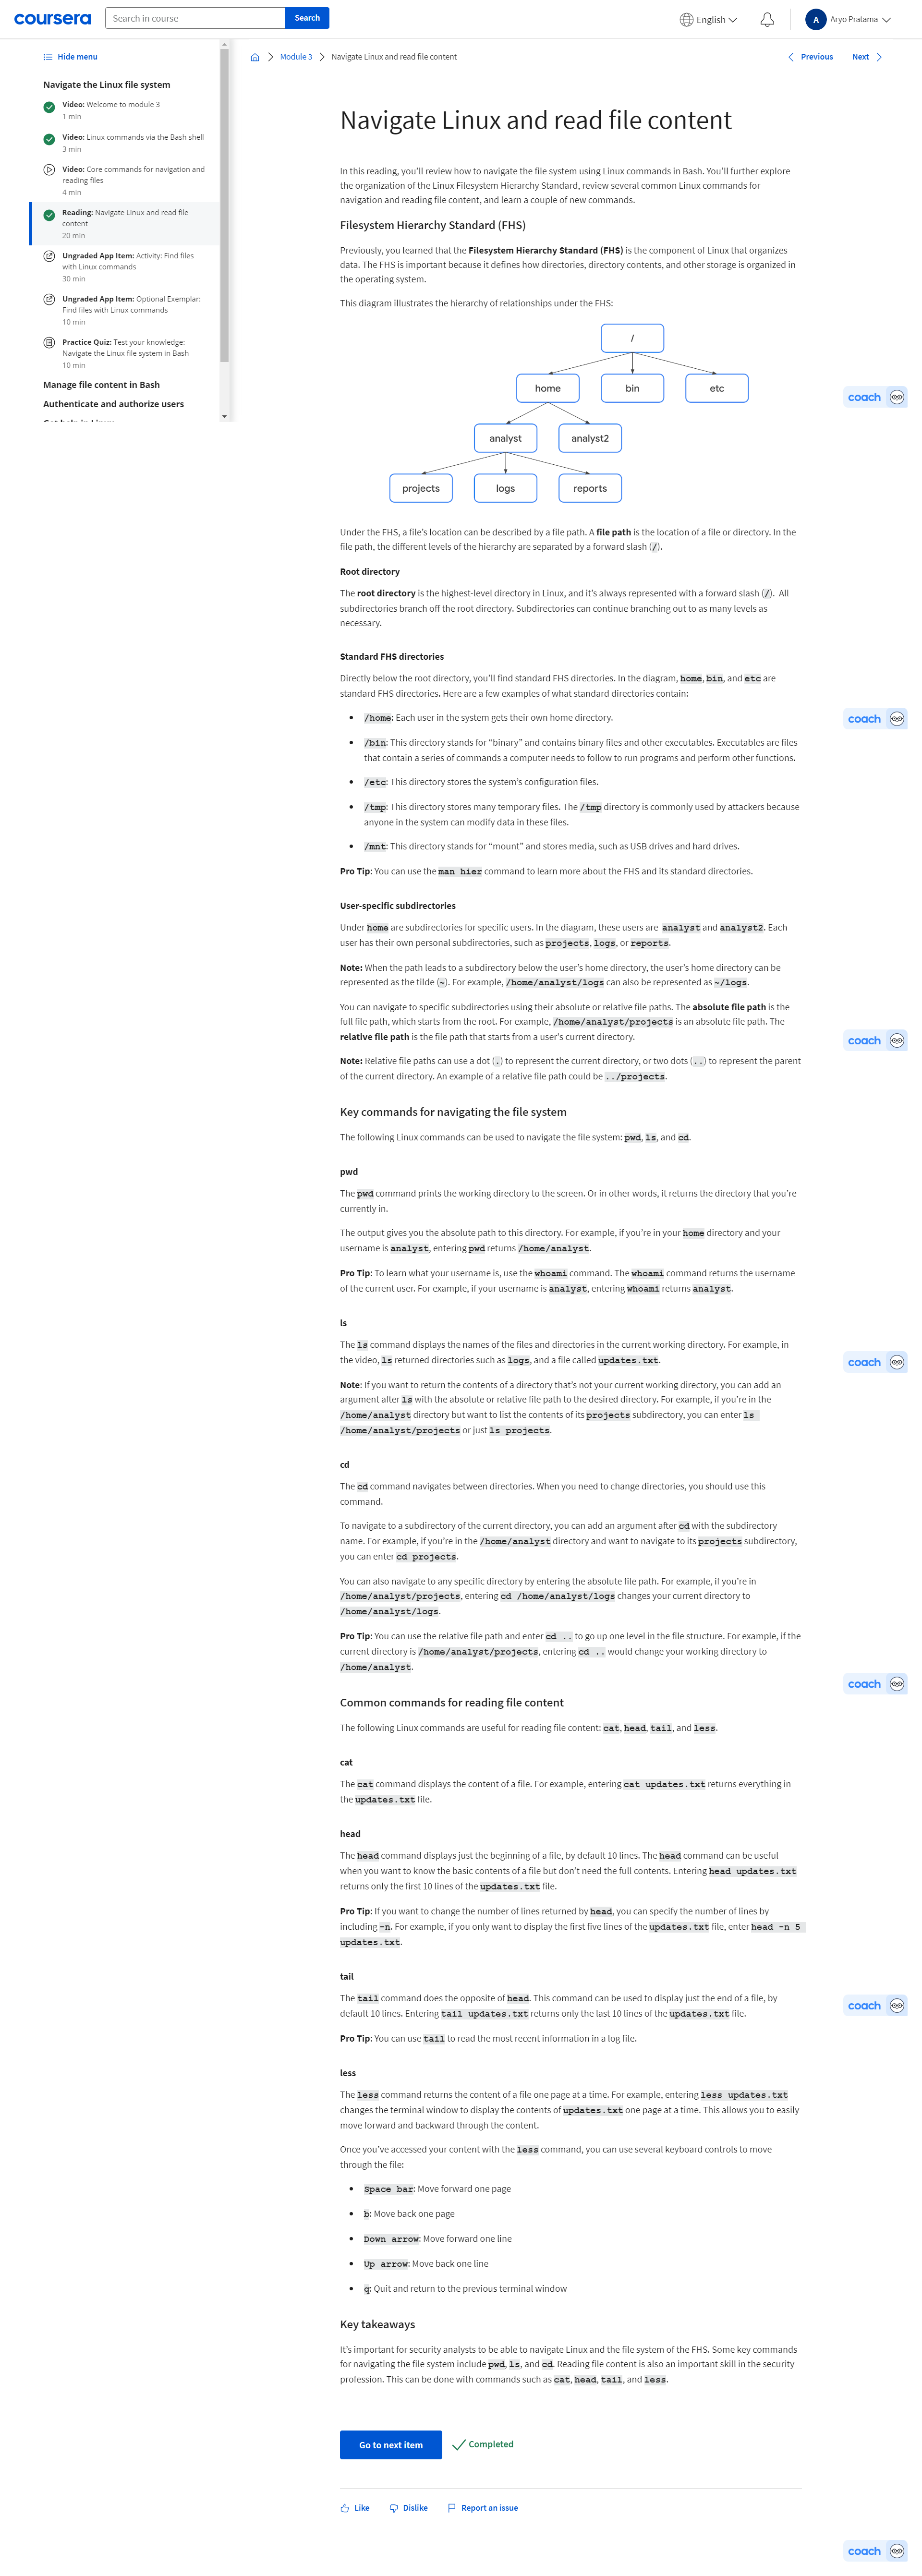 coursera
Search in course
Search
English
A
Aryo Pratama
Hide menu
Navigate the Linux file system
Video: Welcome to module 3
1 min
Video: Linux commands via the Bash shell
3 min
Video: Core commands for navigation and
reading files
4 min
Reading: Navigate Linux and read file
content
20 min
Ungraded App Item: Activity: Find files
with Linux commands
30 min
Ungraded App Item: Optional Exemplar:
Find files with Linux commands
10 min
Practice Quiz: Test your knowledge:
Navigate the Linux file system in Bash
10 min
Manage file content in Bash
Authenticate and authorize users
Module 3
Navigate Linux and read file content
Previous
Next
Navigate Linux and read file content
In this reading, you'll review how to navigate the file system using Linux commands in Bash. You'll further explore
the organization of the Linux Filesystem Hierarchy Standard, review several common Linux commands for
navigation and reading file content, and learn a couple of new commands.
Filesystem Hierarchy Standard (FHS)
Previously, you learned that the Filesystem Hierarchy Standard (FHS) is the component of Linux that organizes
data. The FHS is important because it defines how directories, directory contents, and other storage is organized in
the operating system.
This diagram illustrates the hierarchy of relationships under the FHS:
/
home
bin
etc
analyst
analyst2
projects
logs
reports
coach
Under the FHS, a file's location can be described by a file path. A file path is the location of a file or directory. In the
file path, the different levels of the hierarchy are separated by a forward slash (/).
Root directory
The root directory is the highest-level directory in Linux, and it's always represented with a forward slash (/). All
subdirectories branch off the root directory. Subdirectories can continue branching out to as many levels as
necessary.
Standard FHS directories
Directly below the root directory, you'll find standard FHS directories. In the diagram, home, bin, and etc are
standard FHS directories. Here are a few examples of what standard directories contain:
• /home: Each user in the system gets their own home directory.
coach
• /bin: This directory stands for “binary” and contains binary files and other executables. Executables are files
that contain a series of commands a computer needs to follow to run programs and perform other functions.
• /etc: This directory stores the system's configuration files.
• /tmp: This directory stores many temporary files. The /tmp directory is commonly used by attackers because
anyone in the system can modify data in these files.
• /mnt: This directory stands for “mount” and stores media, such as USB drives and hard drives.
Pro Tip: You can use the man hier command to learn more about the FHS and its standard directories.
User-specific subdirectories
Under home are subdirectories for specific users. In the diagram, these users are analyst and analyst2. Each
user has their own personal subdirectories, such as projects, logs, or reports.
Note: When the path leads to a subdirectory below the user's home directory, the user's home directory can be
represented as the tilde (~). For example, /home/analyst/logs can also be represented as ~/logs.
You can navigate to specific subdirectories using their absolute or relative file paths. The absolute file path is the
full file path, which starts from the root. For example, /home/analyst/projects is an absolute file path. The
relative file path is the file path that starts from a user's current directory.
coach
Note: Relative file paths can use a dot (.) to represent the current directory, or two dots (..) to represent the parent
of the current directory. An example of a relative file path could be ../projects.
Key commands for navigating the file system
The following Linux commands can be used to navigate the file system: pwd, ls, and cd.
pwd
The pwd command prints the working directory to the screen. Or in other words, it returns the directory that you're
currently in.
The output gives you the absolute path to this directory. For example, if you're in your home directory and your
username is analyst, entering pwd returns /home/analyst.
Pro Tip: To learn what your username is, use the whoami command. The whoami command returns the username
of the current user. For example, if your username is analyst, entering whoami returns analyst.
ls
The ls command displays the names of the files and directories in the current working directory. For example, in
the video, ls returned directories such as logs, and a file called updates.txt.
coach
Note: If you want to return the contents of a directory that's not your current working directory, you can add an
argument after ls with the absolute or relative file path to the desired directory. For example, if you're in the
/home/analyst directory but want to list the contents of its projects subdirectory, you can enter ls
/home/analyst/projects or just ls projects.
cd
The cd command navigates between directories. When you need to change directories, you should use this
command.
To navigate to a subdirectory of the current directory, you can add an argument after cd with the subdirectory
name. For example, if you're in the /home/analyst directory and want to navigate to its projects subdirectory,
you can enter cd projects.
You can also navigate to any specific directory by entering the absolute file path. For example, if you're in
/home/analyst/projects, entering cd /home/analyst/logs changes your current directory to
/home/analyst/logs.
Pro Tip: You can use the relative file path and enter cd .. to go up one level in the file structure. For example, if the
current directory is /home/analyst/projects, entering cd .. would change your working directory to
/home/analyst.
coach
Common commands for reading file content
The following Linux commands are useful for reading file content: cat, head, tail, and less.
cat
The cat command displays the content of a file. For example, entering cat updates.txt returns everything in
the updates.txt file.
head
The head command displays just the beginning of a file, by default 10 lines. The head command can be useful
when you want to know the basic contents of a file but don't need the full contents. Entering head updates.txt
returns only the first 10 lines of the updates.txt file.
Pro Tip: If you want to change the number of lines returned by head, you can specify the number of lines by
including -n. For example, if you only want to display the first five lines of the updates.txt file, enter head -n 5
updates.txt.
tail
The tail command does the opposite of head. This command can be used to display just the end of a file, by
default 10 lines. Entering tail updates.txt returns only the last 10 lines of the updates.txt file.
coach
Pro Tip: You can use tail to read the most recent information in a log file.
less
The less command returns the content of a file one page at a time. For example, entering less updates.txt
changes the terminal window to display the contents of updates.txt one page at a time. This allows you to easily
move forward and backward through the content.
Once you've accessed your content with the less command, you can use several keyboard controls to move
through the file:
• Space bar: Move forward one page
• b: Move back one page
• Down arrow: Move forward one line
• Up arrow: Move back one line
• q: Quit and return to the previous terminal window
Key takeaways
It's important for security analysts to be able to navigate Linux and the file system of the FHS. Some key commands
for navigating the file system include pwd, ls, and cd. Reading file content is also an important skill in the security
profession. This can be done with commands such as cat, head, tail, and less.
Go to next item
Completed
Like
Dislike
Report an issue
coach